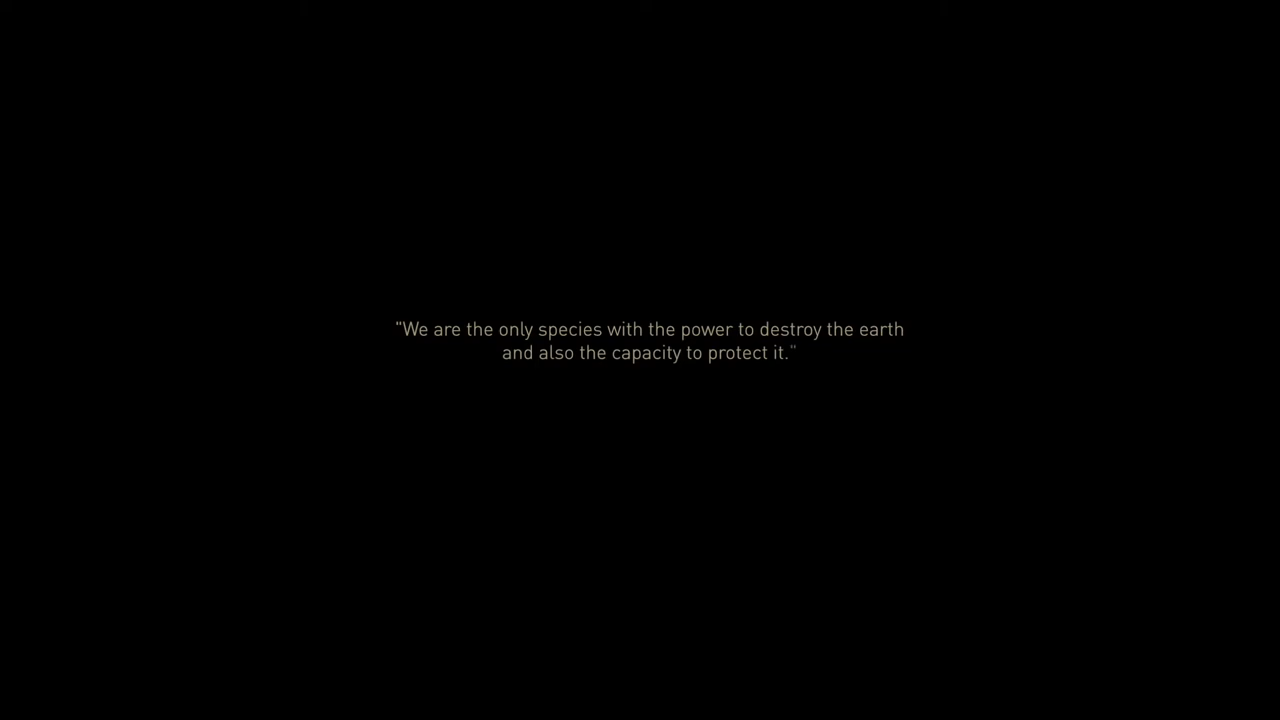 "We are the only species with the power to destroy the earth
and also the capacity to protect it."